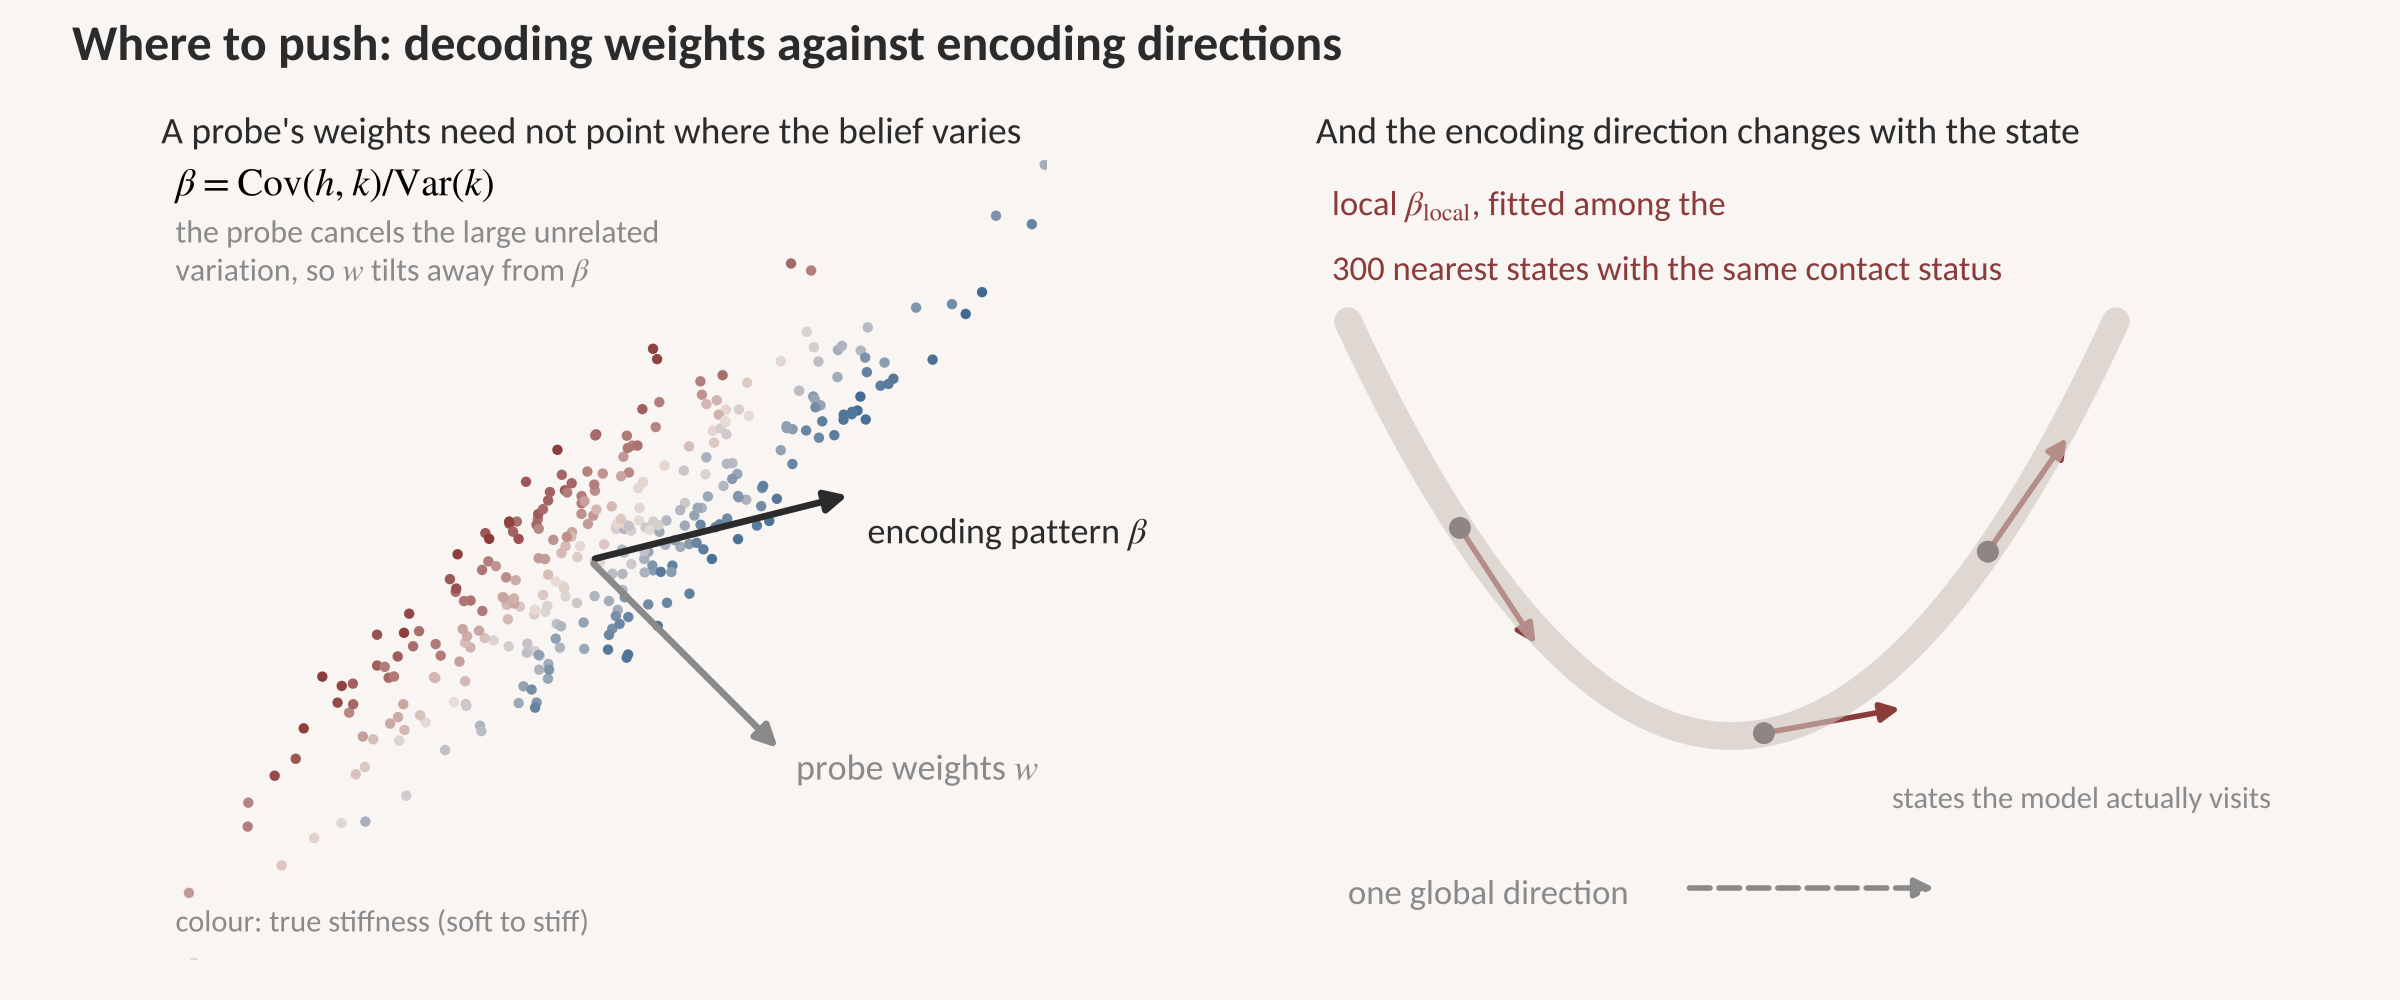 Where to push: decoding weights against encoding directions
A probe's weights need not point where the belief varies
β = Cov(h, k)/Var(k)
the probe cancels the large unrelated
variation, so w tilts away from β
encoding pattern β
probe weights w
colour: true stiffness (soft to stiff)
And the encoding direction changes with the state
local β_local, fitted among the
300 nearest states with the same contact status
states the model actually visits
one global direction